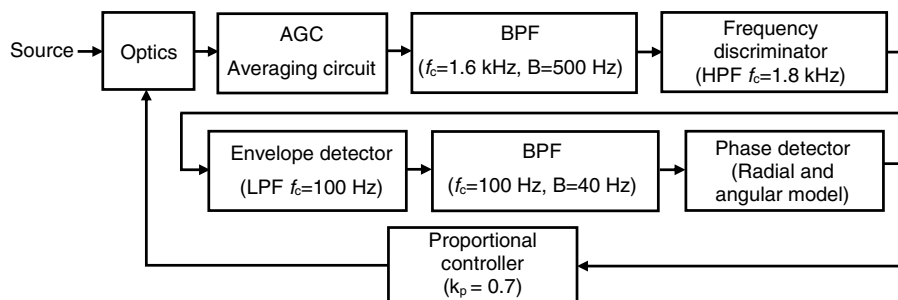 Source
Optics
AGC
Averaging circuit
BPF
(fc=1.6 kHz, B=500 Hz)
Frequency
discriminator
(HPF fc=1.8 kHz)
Envelope detector
(LPF fc=100 Hz)
BPF
(fc=100 Hz, B=40 Hz)
Phase detector
(Radial and
angular model)
Proportional
controller
(kp = 0.7)